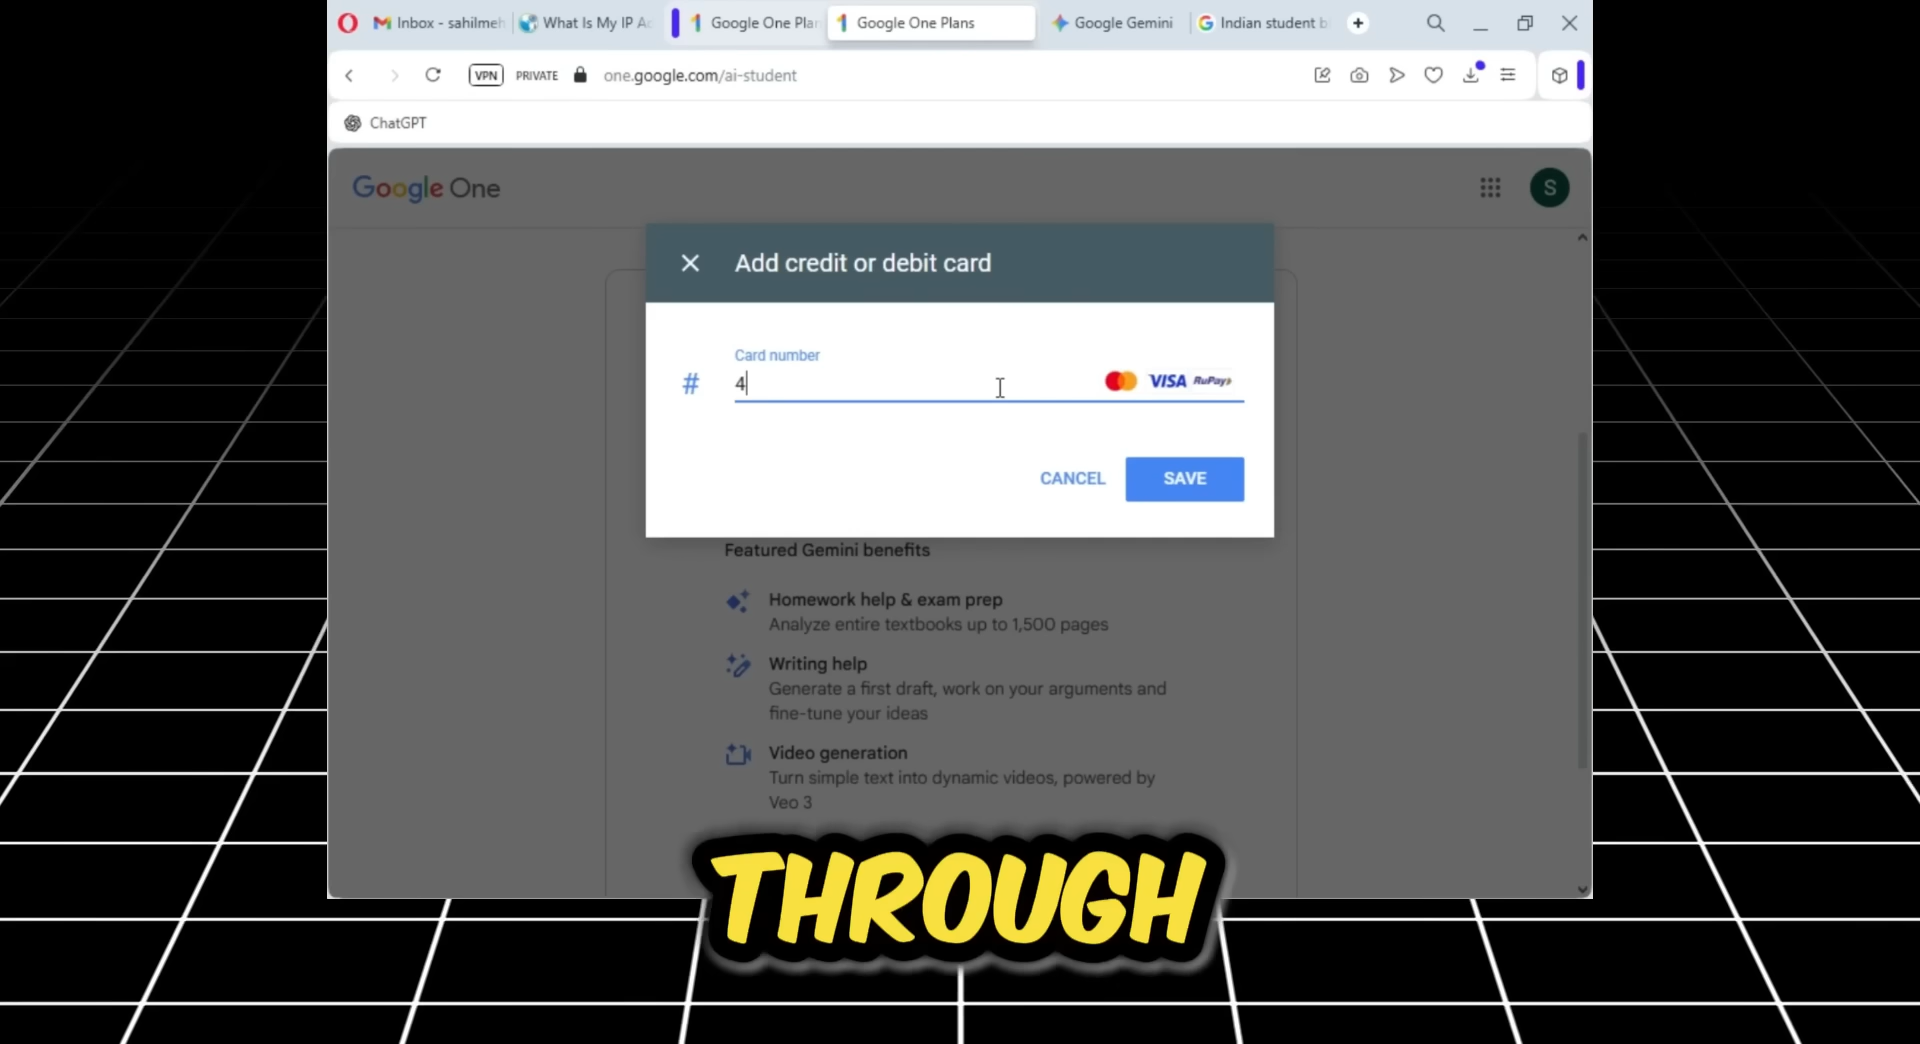 Inbox - sahilmeh
What Is My IP Ac
Google One Plan
Google One Plans
Google Gemini
Indian student b
VPN PRIVATE one.google.com/ai-student
ChatGPT
Google One
S
Add credit or debit card
Card number
# 4
VISA RuPay
CANCEL SAVE
Featured Gemini benefits
Homework help & exam prep
Analyze entire textbooks up to 1,500 pages
Writing help
Generate a first draft, work on your arguments and
fine-tune your ideas
Video generation
Turn simple text into dynamic videos, powered by
Veo 3
THROUGH